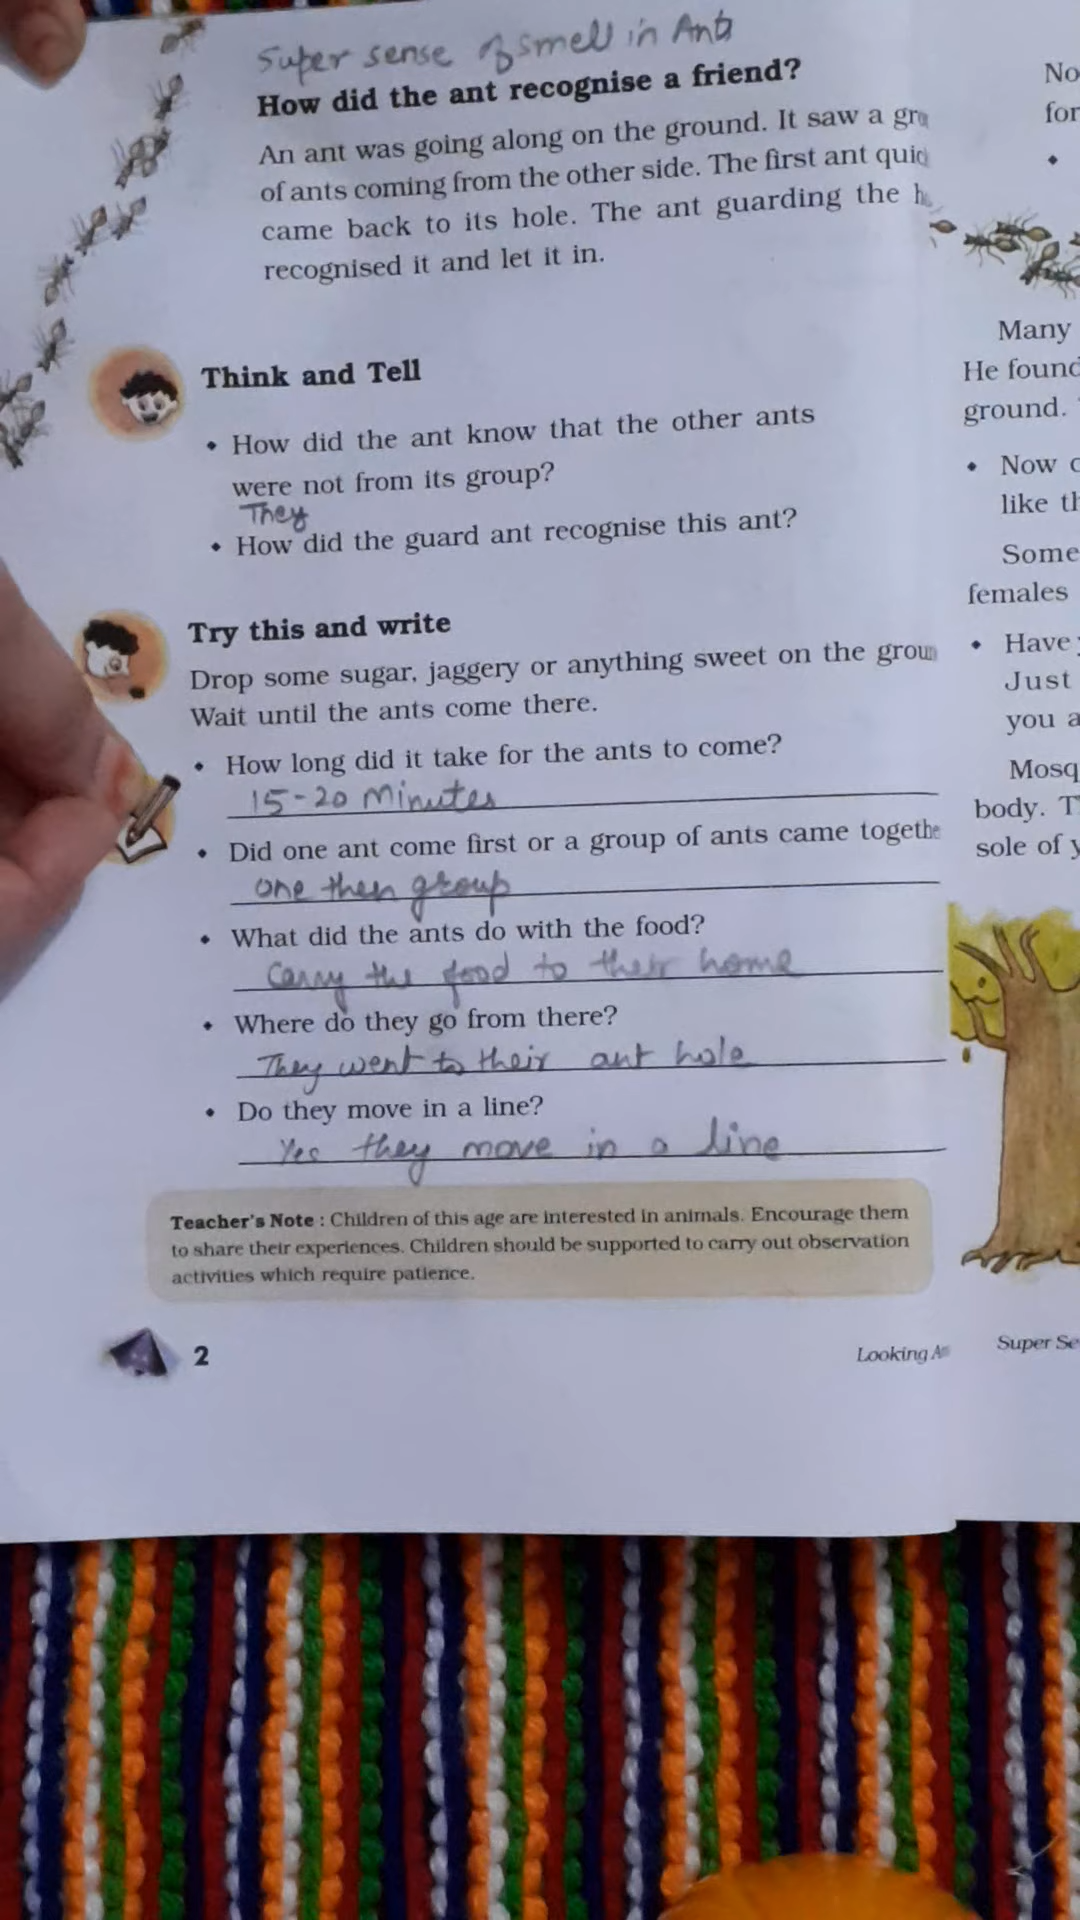 Super sense of smell in Ants
How did the ant recognise a friend?
An ant was going along on the ground. It saw a gro
of ants coming from the other side. The first ant quic
came back to its hole. The ant guarding the h
recognised it and let it in.
Think and Tell
• How did the ant know that the other ants
were not from its group?
They
• How did the guard ant recognise this ant?
Try this and write
Drop some sugar, jaggery or anything sweet on the groun
Wait until the ants come there.
• How long did it take for the ants to come?
15-20 Minutes
• Did one ant come first or a group of ants came togethe
one then group
• What did the ants do with the food?
Carry the food to their home
• Where do they go from there?
They went to their ant hole
• Do they move in a line?
Yes they move in a line
Teacher's Note : Children of this age are interested in animals. Encourage them
to share their experiences. Children should be supported to carry out observation
activities which require patience.
2
Looking A
No
for
Many
He found
ground.
• Now
like th
Some
females
• Have
Just
you a
Mosq
body. T
sole of y
Super Se